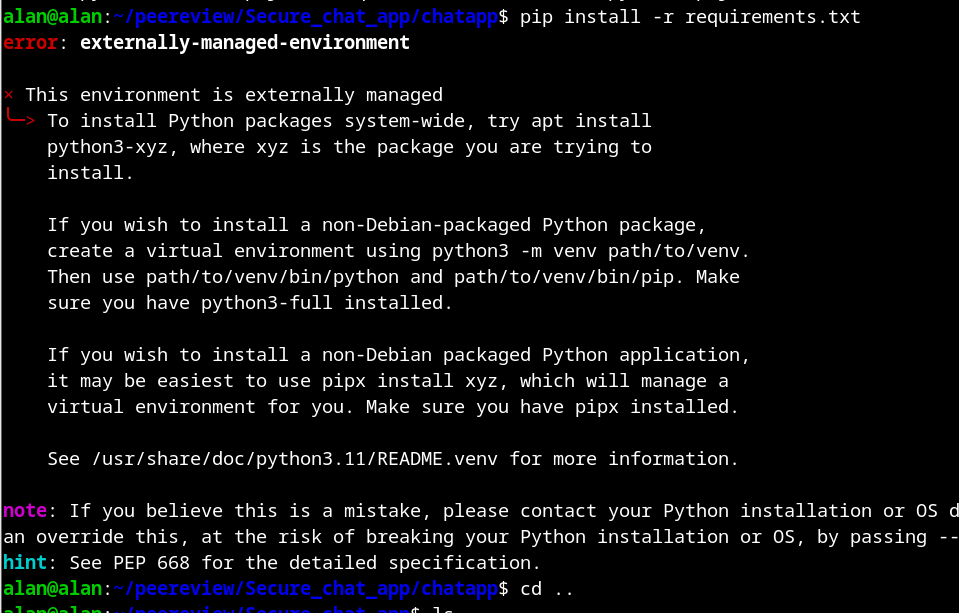 alan@alan:~/peereview/Secure_chat_app/chatapp$ pip install -r requirements.txt
error: externally-managed-environment
× This environment is externally managed
╰─> To install Python packages system-wide, try apt install
python3-xyz, where xyz is the package you are trying to
install.
If you wish to install a non-Debian-packaged Python package,
create a virtual environment using python3 -m venv path/to/venv.
Then use path/to/venv/bin/python and path/to/venv/bin/pip. Make
sure you have python3-full installed.
If you wish to install a non-Debian packaged Python application,
it may be easiest to use pipx install xyz, which will manage a
virtual environment for you. Make sure you have pipx installed.
See /usr/share/doc/python3.11/README.venv for more information.
note: If you believe this is a mistake, please contact your Python installation or OS d
an override this, at the risk of breaking your Python installation or OS, by passing --
hint: See PEP 668 for the detailed specification.
alan@alan:~/peereview/Secure_chat_app/chatapp$ cd ..
alan@alan:~/peereview/Secure_chat_app$ ls